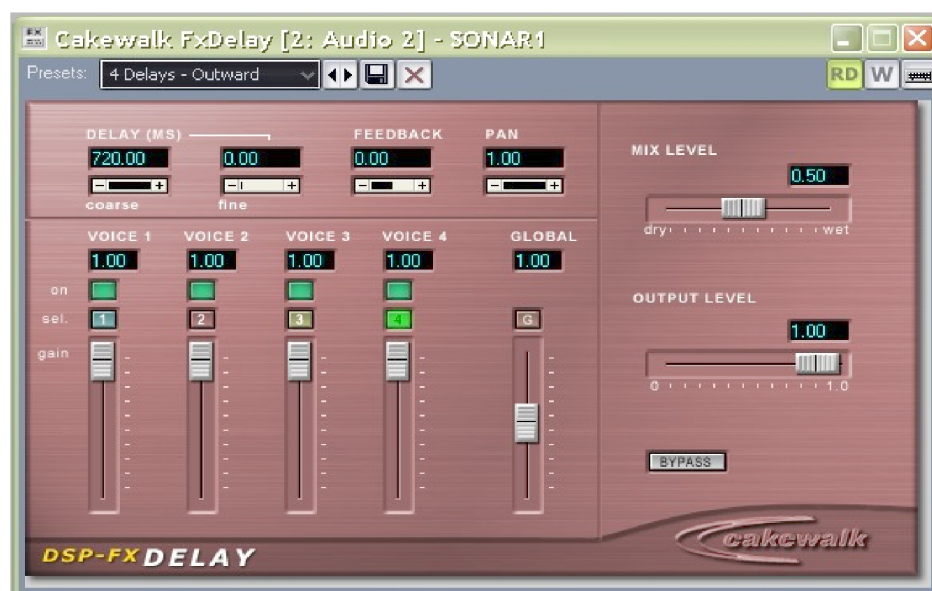 Cakewalk FxDelay [2: Audio 2] - SONAR1
Presets: 4 Delays - Outward RD W
DELAY (MS) FEEDBACK PAN
720.00 0.00 0.00 1.00
coarse fine
MIX LEVEL
0.50
dry wet
VOICE 1 VOICE 2 VOICE 3 VOICE 4 GLOBAL
1.00 1.00 1.00 1.00 1.00
on
sel. 1 2 3 4 G
gain
OUTPUT LEVEL
1.00
0 1.0
BYPASS
DSP-FX DELAY
cakewalk